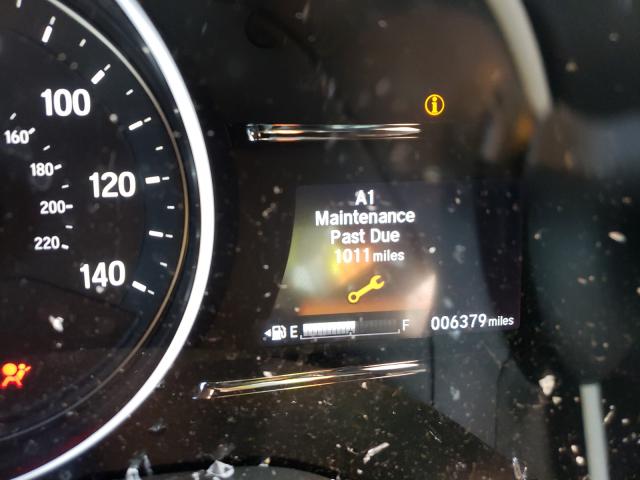 100
160
180
120
200
220
140
A1
Maintenance
Past Due
1011 miles
E
F
006379 miles